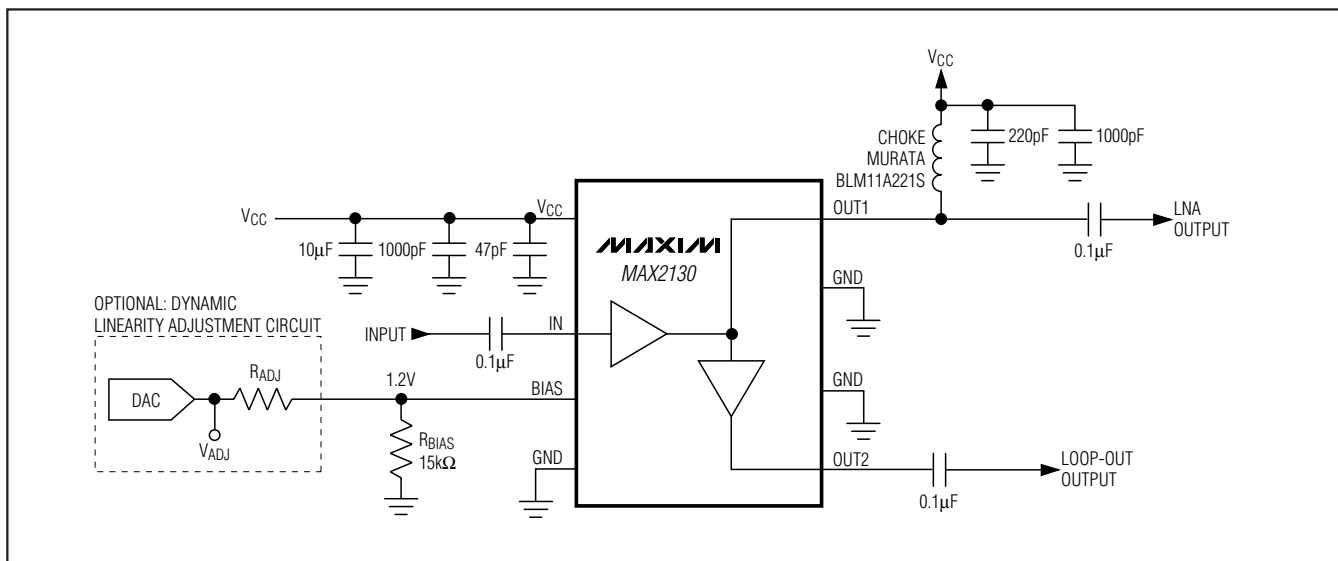 VCC
CHOKE
MURATA
BLM11A221S
220pF
1000pF
VCC
VCC
OUT1
LNA
OUTPUT
10µF
1000pF
47pF
0.1µF
MAXIM
MAX2130
GND
OPTIONAL: DYNAMIC
LINEARITY ADJUSTMENT CIRCUIT
INPUT
IN
0.1µF
GND
RADJ
1.2V
BIAS
DAC
VADJ
RBIAS
15kΩ
GND
OUT2
LOOP-OUT
OUTPUT
0.1µF